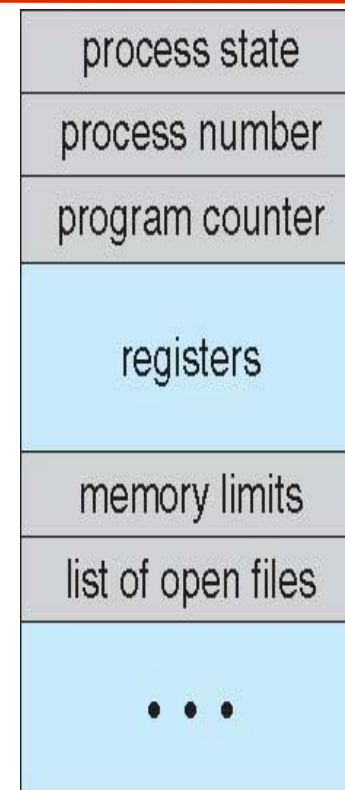 process state
process number
program counter
registers
memory limits
list of open files
• • •